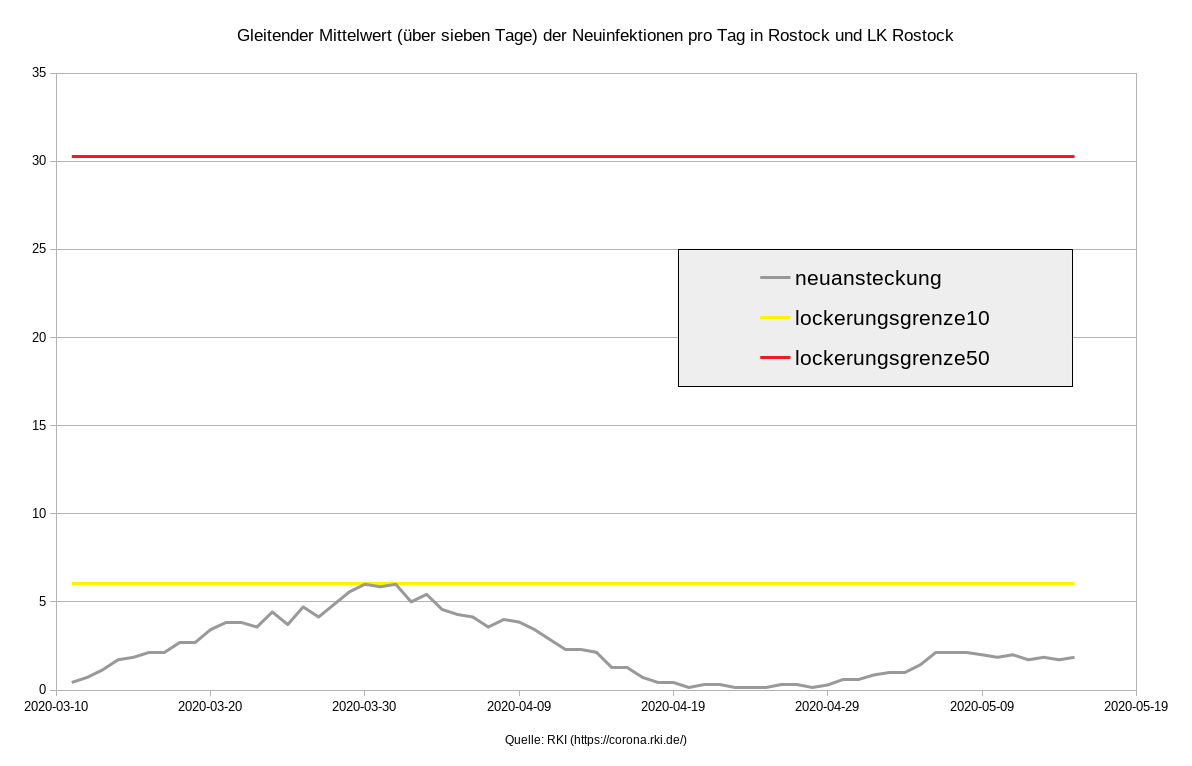 Gleitender Mittelwert (über sieben Tage) der Neuinfektionen pro Tag in Rostock und LK Rostock
35
30
25
20
15
10
5
0
neuansteckung
lockerungsgrenze10
lockerungsgrenze50
2020-03-10 2020-03-20 2020-03-30 2020-04-09 2020-04-19 2020-04-29 2020-05-09 2020-05-19
Quelle: RKI (https://corona.rki.de/)